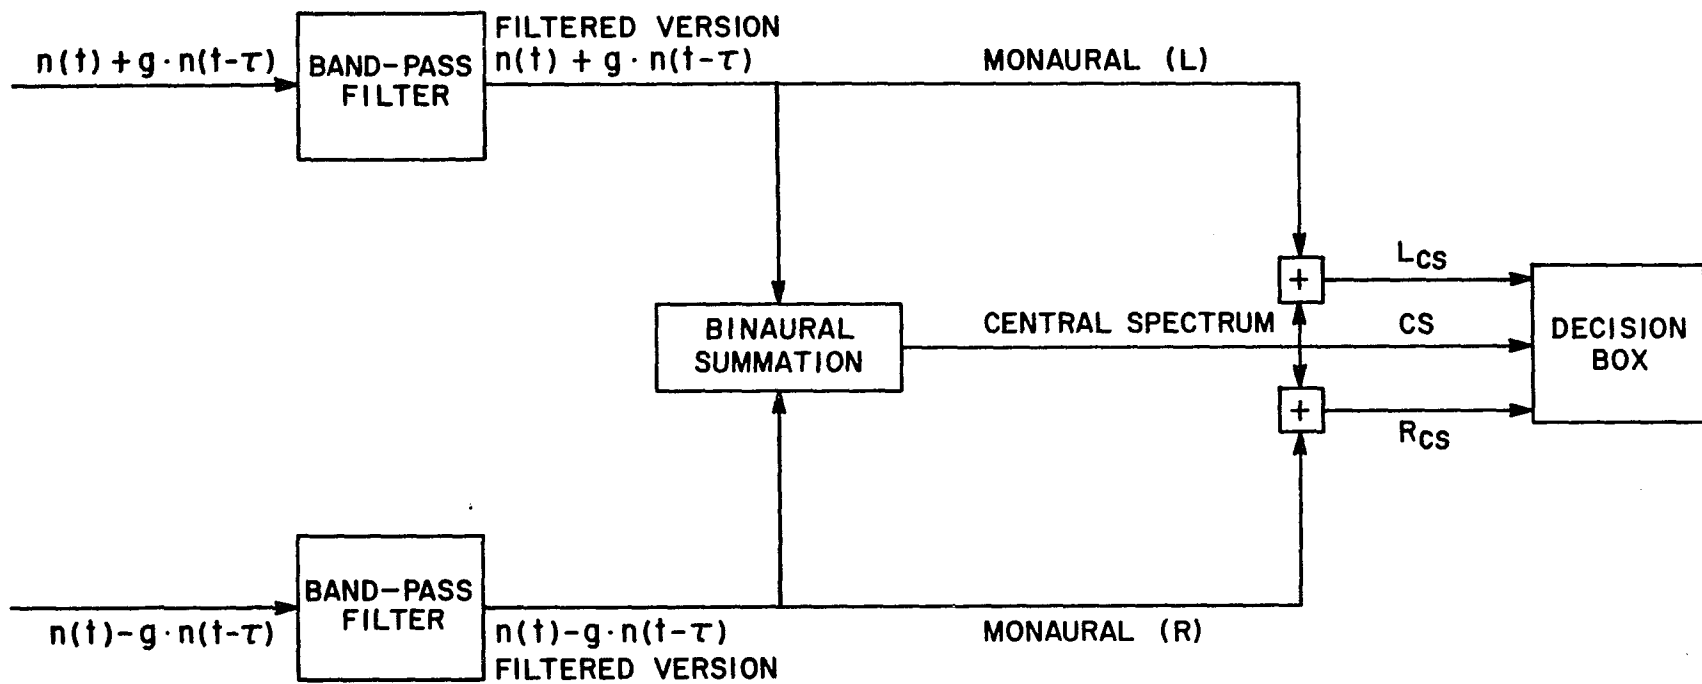 n(t) + g · n(t-τ)
BAND-PASS
FILTER
FILTERED VERSION
n(t) + g · n(t-τ)
MONAURAL (L)
BINAURAL
SUMMATION
CENTRAL SPECTRUM
LCS
CS
RCS
DECISION
BOX
n(t)-g · n(t-τ)
BAND-PASS
FILTER
n(t)-g · n(t-τ)
FILTERED VERSION
MONAURAL (R)
+
+